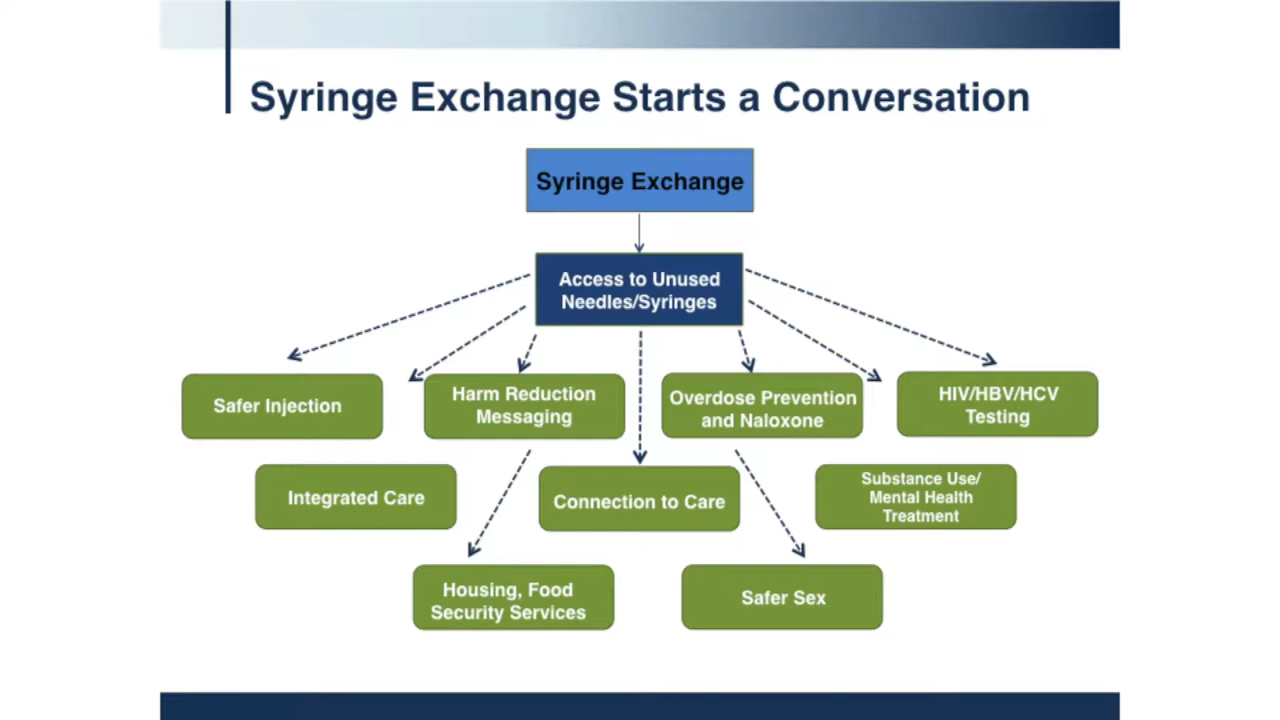 Syringe Exchange Starts a Conversation
Syringe Exchange
Access to Unused
Needles/Syringes
Safer Injection
Harm Reduction
Messaging
Overdose Prevention
and Naloxone
HIV/HBV/HCV
Testing
Integrated Care
Connection to Care
Substance Use/
Mental Health
Treatment
Housing, Food
Security Services
Safer Sex